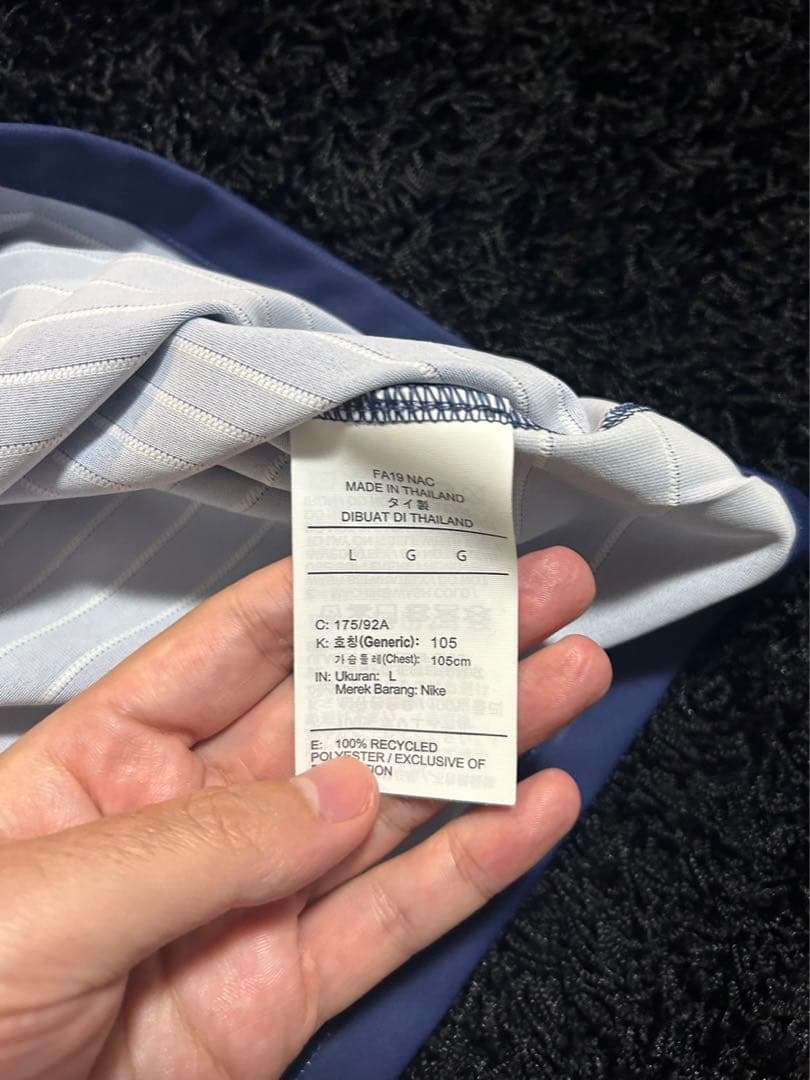 FA19 NAC
MADE IN THAILAND
タイ製
DIBUAT DI THAILAND
L G G
C: 175/92A
K: 호칭(Generic): 105
가슴둘레(Chest): 105cm
IN: Ukuran: L
Merek Barang: Nike
E: 100% RECYCLED
POLYESTER / EXCLUSIVE OF